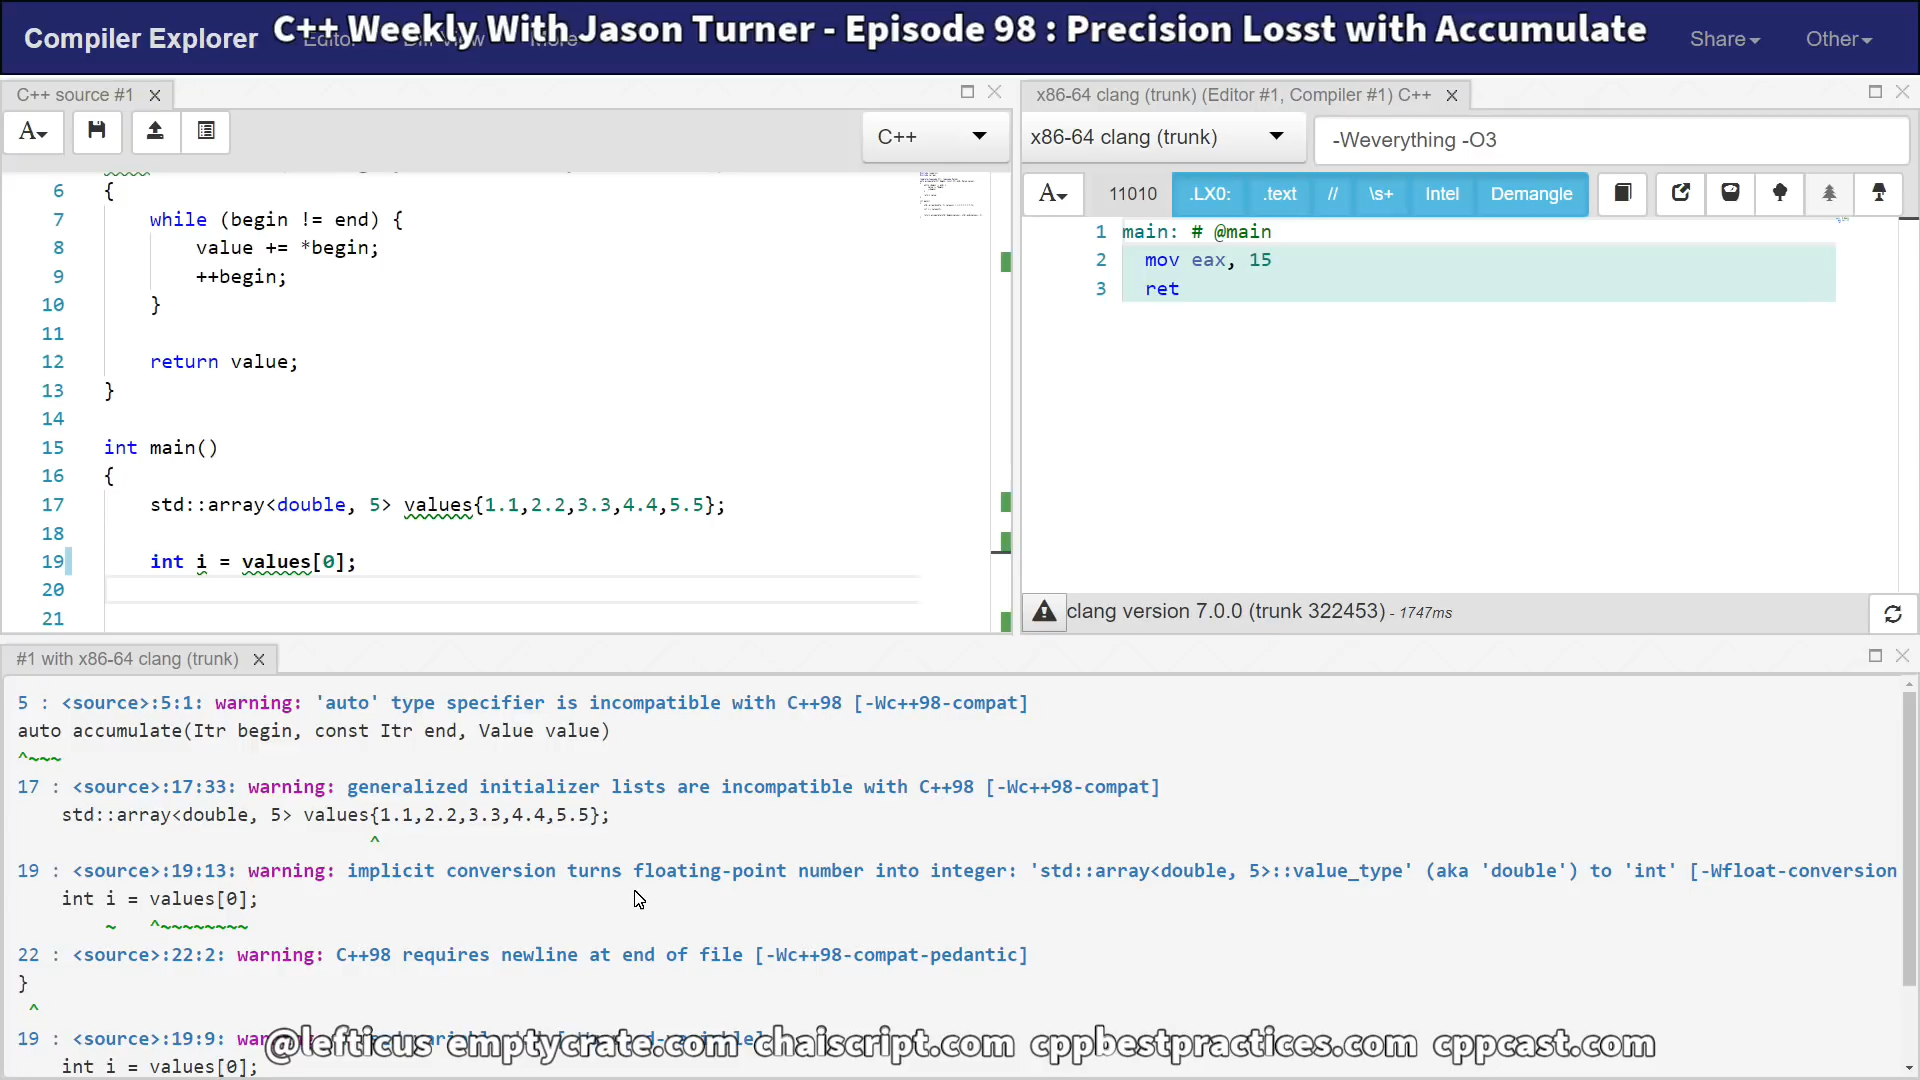 C++ Weekly With Jason Turner - Episode 98 : Precision Losst with Accumulate
Compiler Explorer
Share
Other
C++ source #1
x86-64 clang (trunk) (Editor #1, Compiler #1) C++
A
C++
x86-64 clang (trunk)
-Weverything -O3
A
11010
.LX0:
.text
//
\s+
Intel
Demangle
6 {
7 while (begin != end) {
8 value += *begin;
9 ++begin;
10 }
11
12 return value;
13 }
14
15 int main()
16 {
17 std::array<double, 5> values{1.1,2.2,3.3,4.4,5.5};
18
19 int i = values[0];
20
21
1 main: # @main
2 mov eax, 15
3 ret
clang version 7.0.0 (trunk 322453) - 1747ms
#1 with x86-64 clang (trunk)
5 : <source>:5:1: warning: 'auto' type specifier is incompatible with C++98 [-Wc++98-compat]
auto accumulate(Itr begin, const Itr end, Value value)
^~~~
17 : <source>:17:33: warning: generalized initializer lists are incompatible with C++98 [-Wc++98-compat]
std::array<double, 5> values{1.1,2.2,3.3,4.4,5.5};
^
19 : <source>:19:13: warning: implicit conversion turns floating-point number into integer: 'std::array<double, 5>::value_type' (aka 'double') to 'int' [-Wfloat-conversion
int i = values[0];
~ ^~~~~~~~~
22 : <source>:22:2: warning: C++98 requires newline at end of file [-Wc++98-compat-pedantic]
}
^
19 : <source>:19:9:
@lefticus emptycrate.com chaiscript.com cppbestpractices.com cppcast.com
int i = values[0];